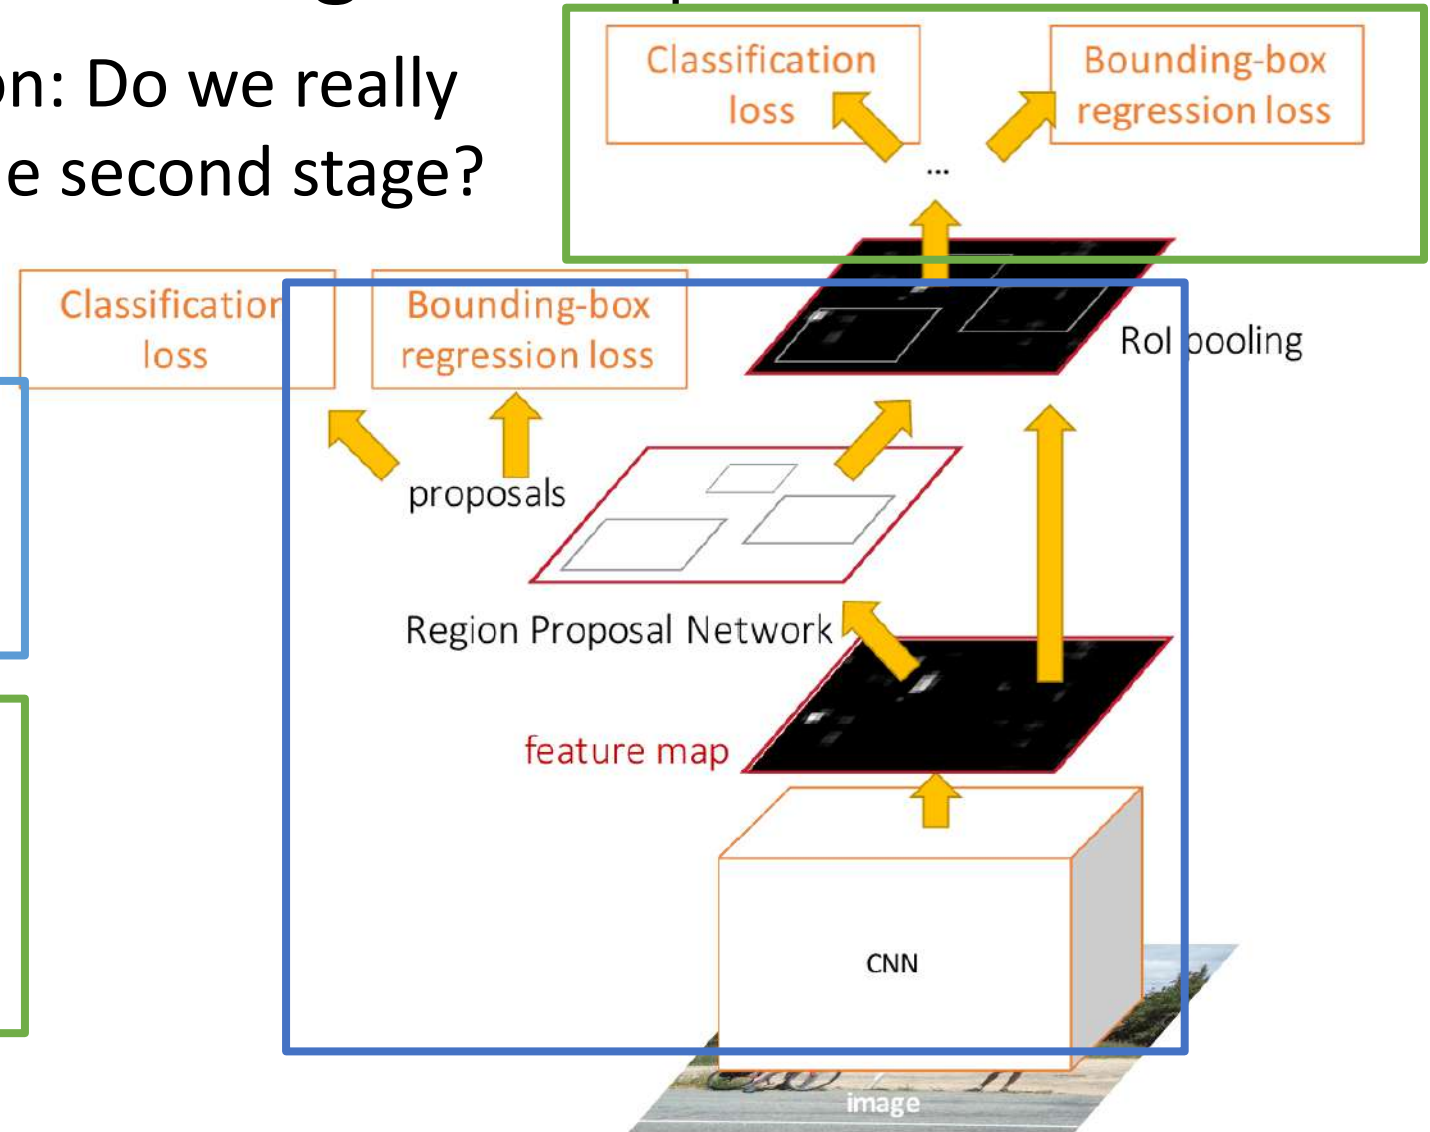 on: Do we really
e second stage?
Classification
loss
Bounding-box
regression loss
...
Classification
loss
Bounding-box
regression loss
RoI pooling
proposals
Region Proposal Network
feature map
CNN
image